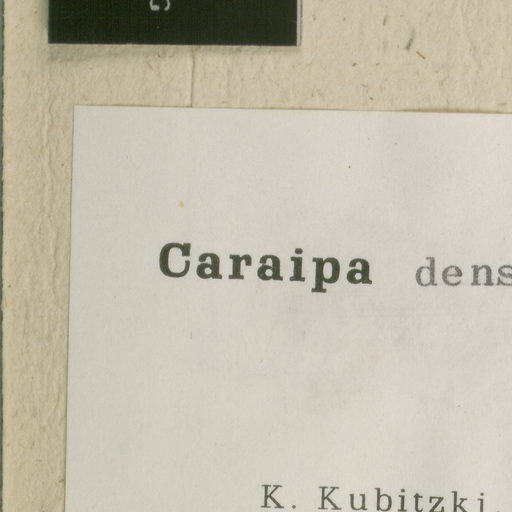 Caraipa dens
K. Kubitzki.